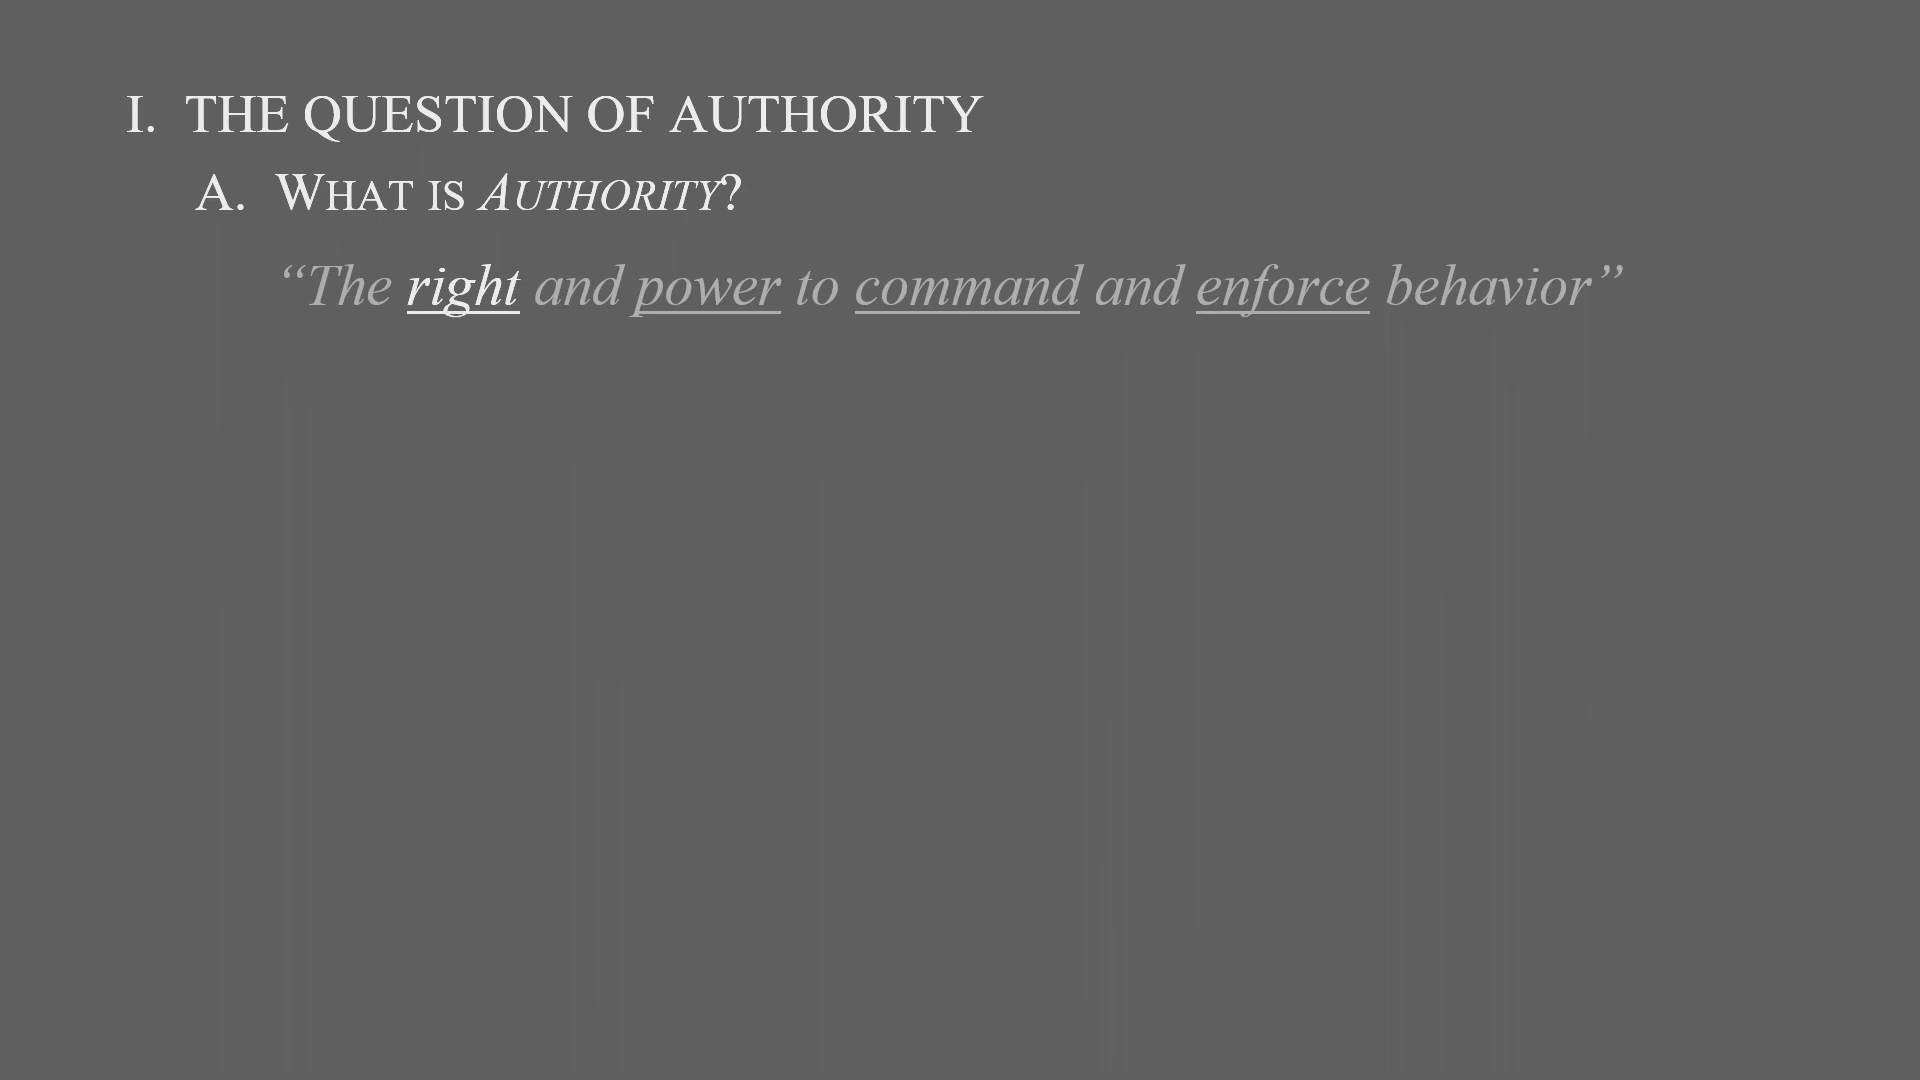 I. THE QUESTION OF AUTHORITY
A. WHAT IS AUTHORITY?
“The right and power to command and enforce behavior”